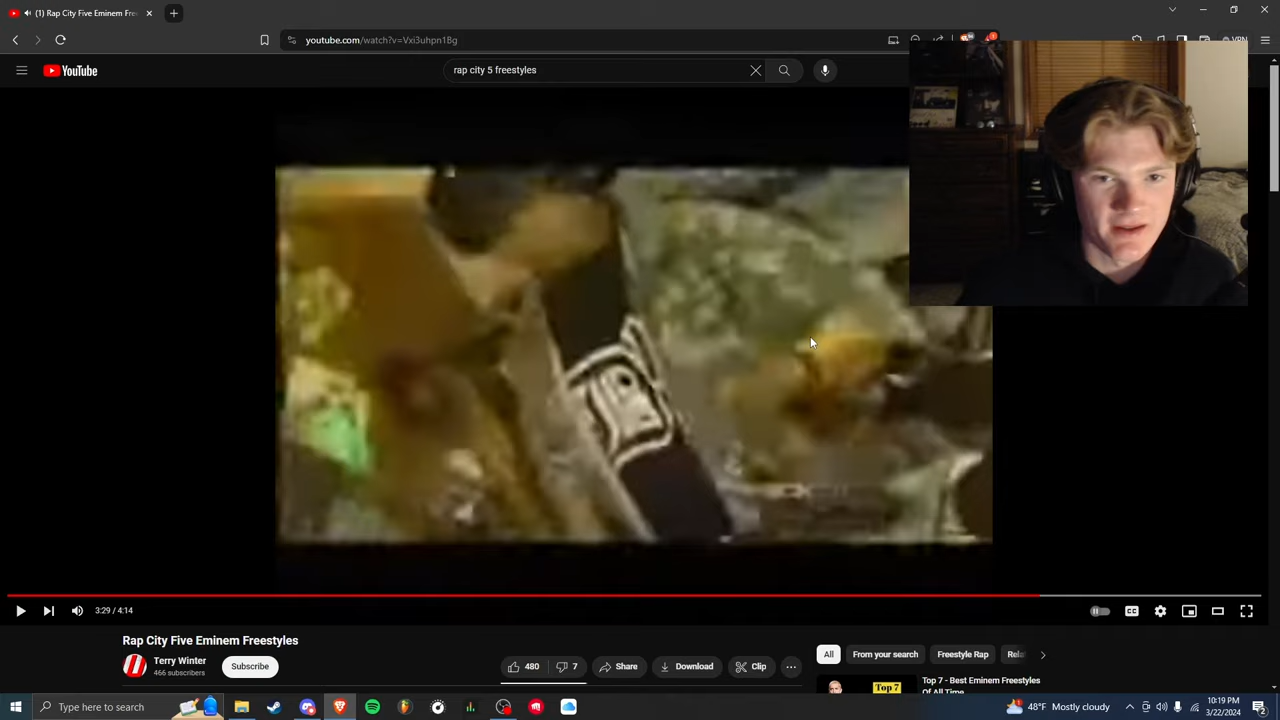 (1) Rap City Five Eminem Fre
youtube.com/watch?v=Vxi3uhpn1Bg
VPN
YouTube
rap city 5 freestyles
3:29 / 4:14
CC
Rap City Five Eminem Freestyles
Terry Winter
466 subscribers
Subscribe
480
7
Share
Download
Clip
All
From your search
Freestyle Rap
Rela
Top 7
Top 7 - Best Eminem Freestyles
Of All Time
Type here to search
48°F Mostly cloudy
10:19 PM
3/22/2024
2